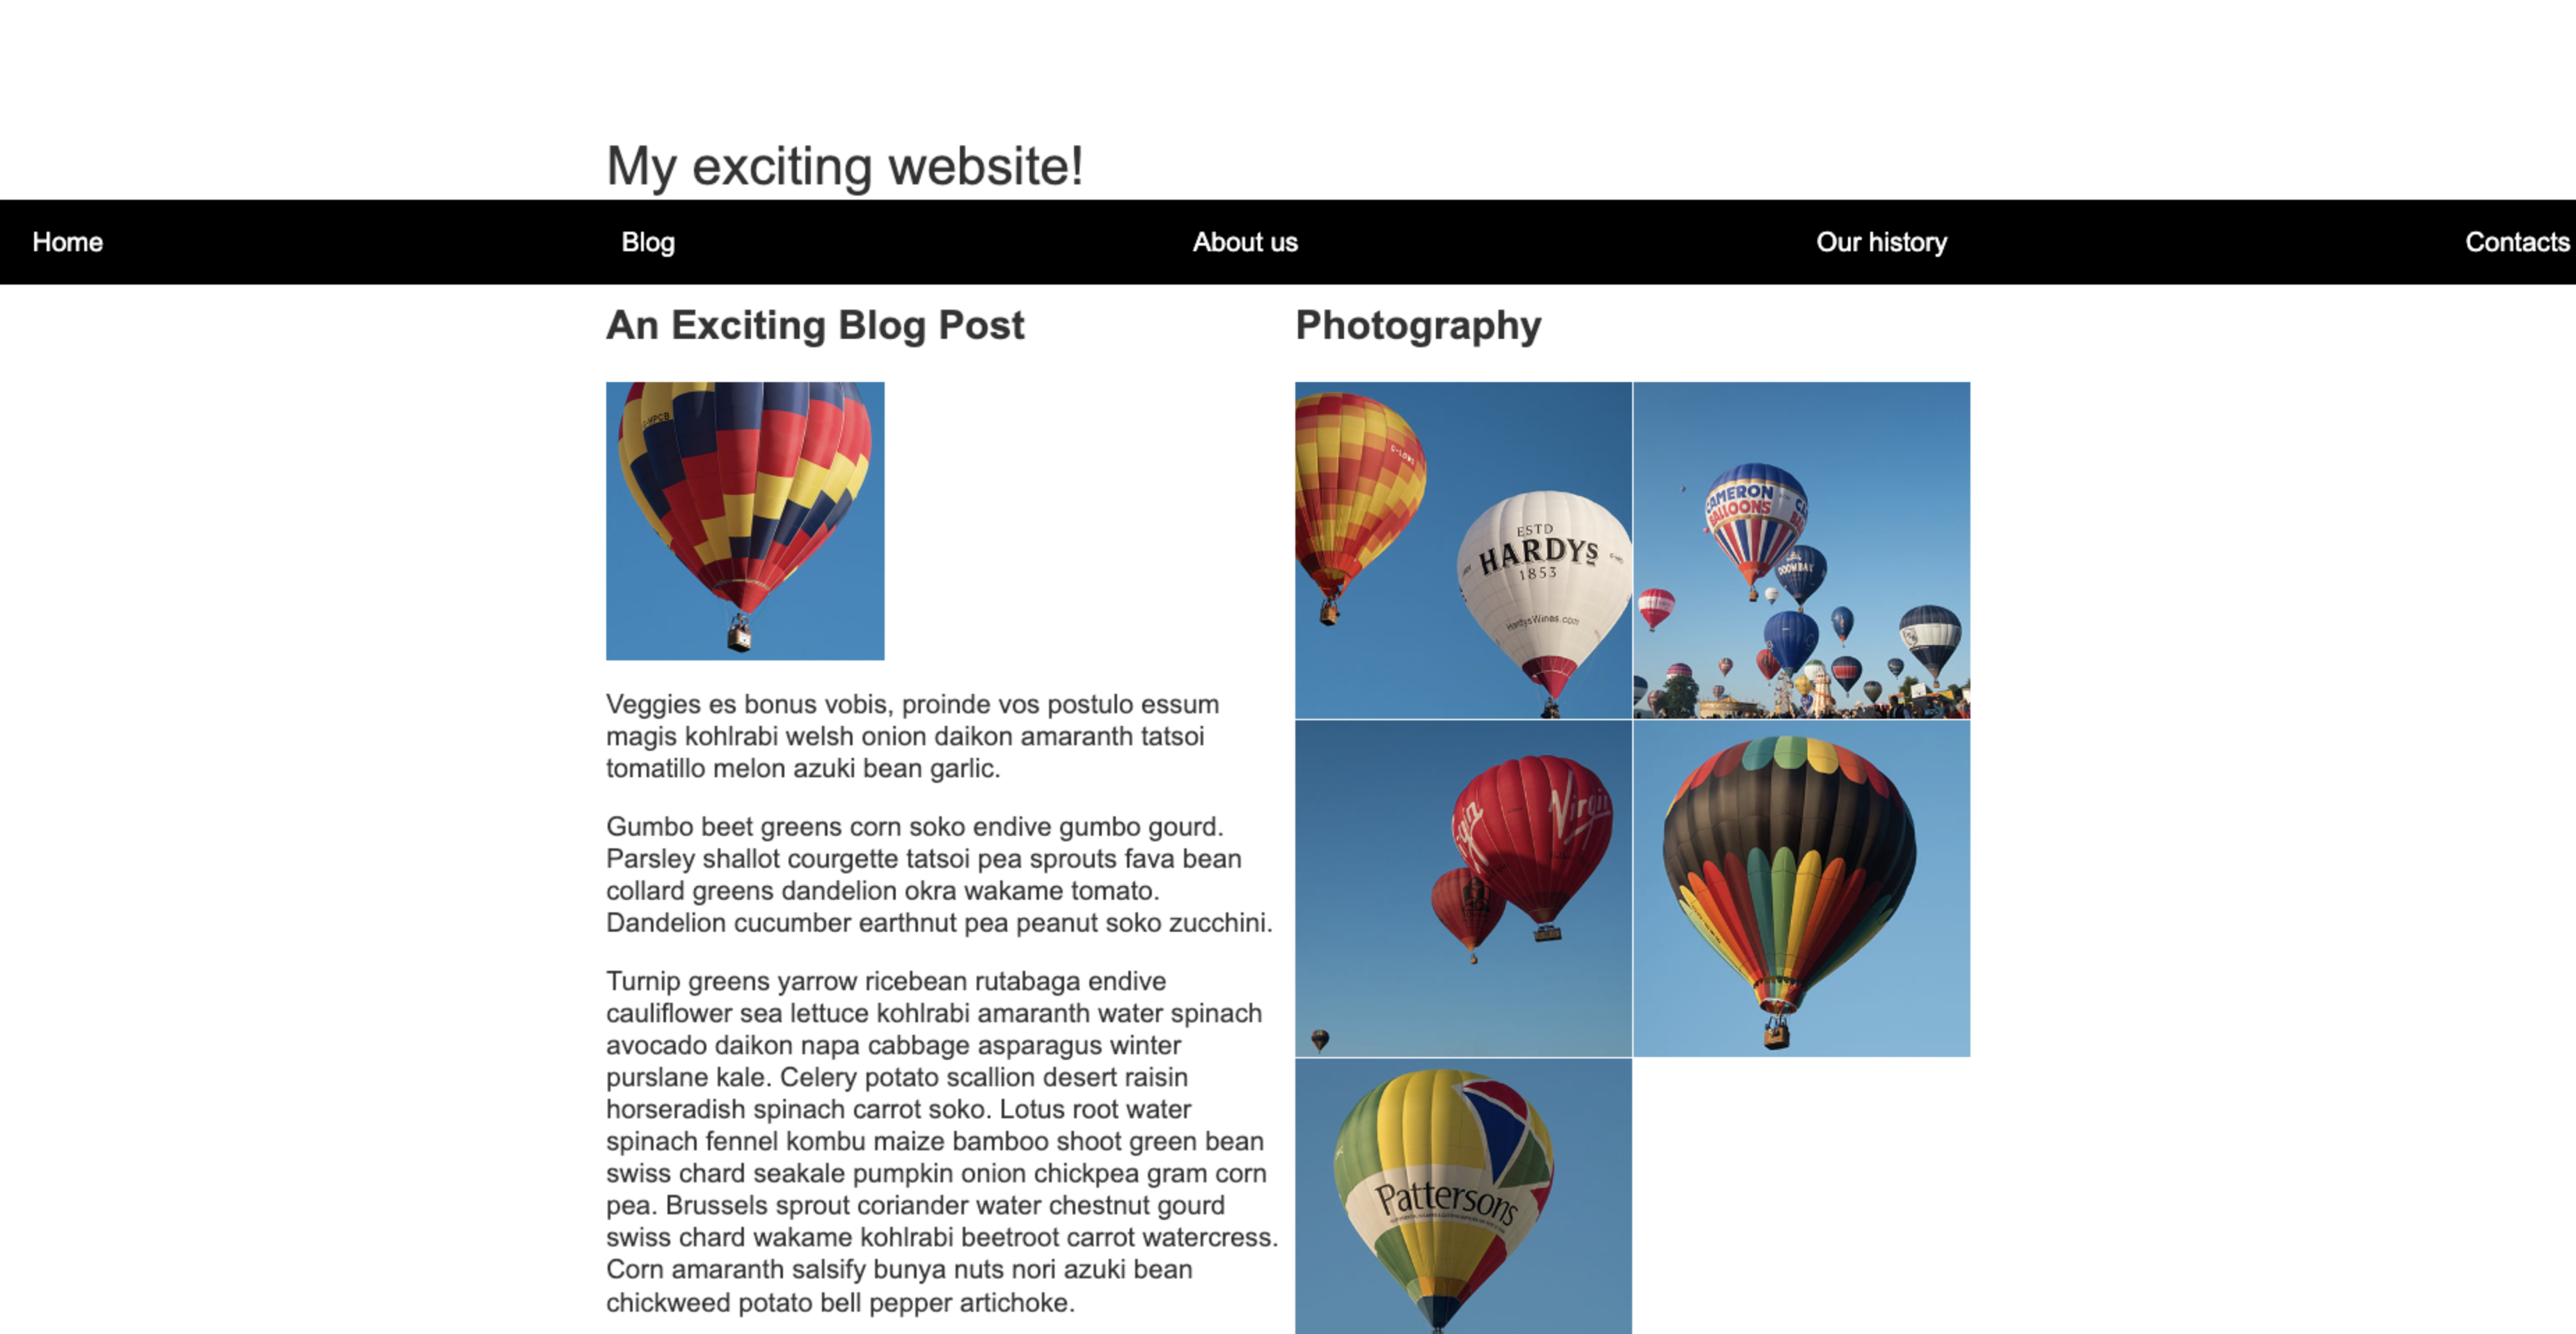 My exciting website!
Home
Blog
About us
Our history
Contacts
An Exciting Blog Post
G-HPCB
Veggies es bonus vobis, proinde vos postulo essum
magis kohlrabi welsh onion daikon amaranth tatsoi
tomatillo melon azuki bean garlic.
Gumbo beet greens corn soko endive gumbo gourd.
Parsley shallot courgette tatsoi pea sprouts fava bean
collard greens dandelion okra wakame tomato.
Dandelion cucumber earthnut pea peanut soko zucchini.
Turnip greens yarrow ricebean rutabaga endive
cauliflower sea lettuce kohlrabi amaranth water spinach
avocado daikon napa cabbage asparagus winter
purslane kale. Celery potato scallion desert raisin
horseradish spinach carrot soko. Lotus root water
spinach fennel kombu maize bamboo shoot green bean
swiss chard seakale pumpkin onion chickpea gram corn
pea. Brussels sprout coriander water chestnut gourd
swiss chard wakame kohlrabi beetroot carrot watercress.
Corn amaranth salsify bunya nuts nori azuki bean
chickweed potato bell pepper artichoke.
Photography
ESTD
HARDYS
1853
HardysWines.com
CAMERON
BALLOONS
Virgin
Pattersons